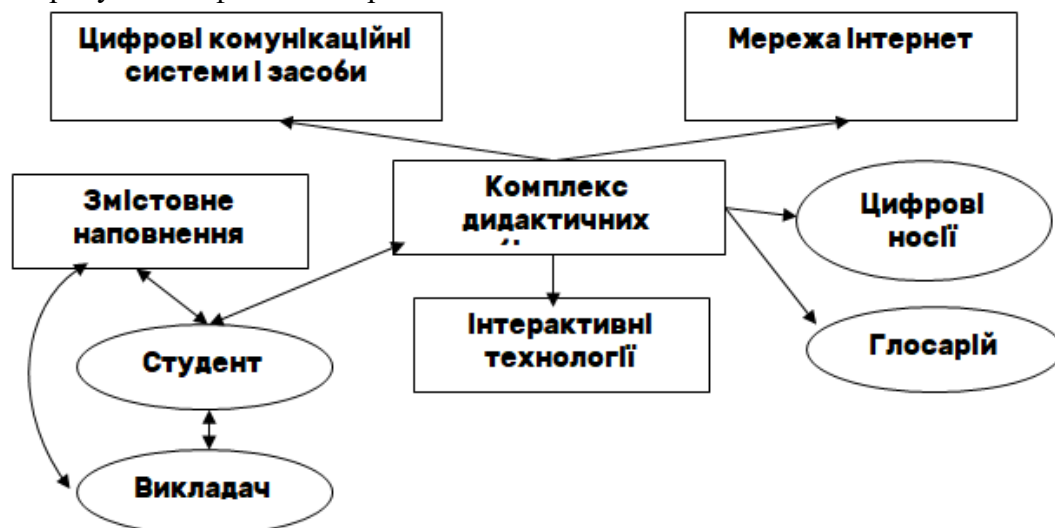 Цифрові комунікаційні
системи і засоби
Мережа інтернет
Змістовне
наповнення
Комплекс
дидактичних
Цифрові
носії
Інтерактивні
технології
Глосарій
Студент
Викладач